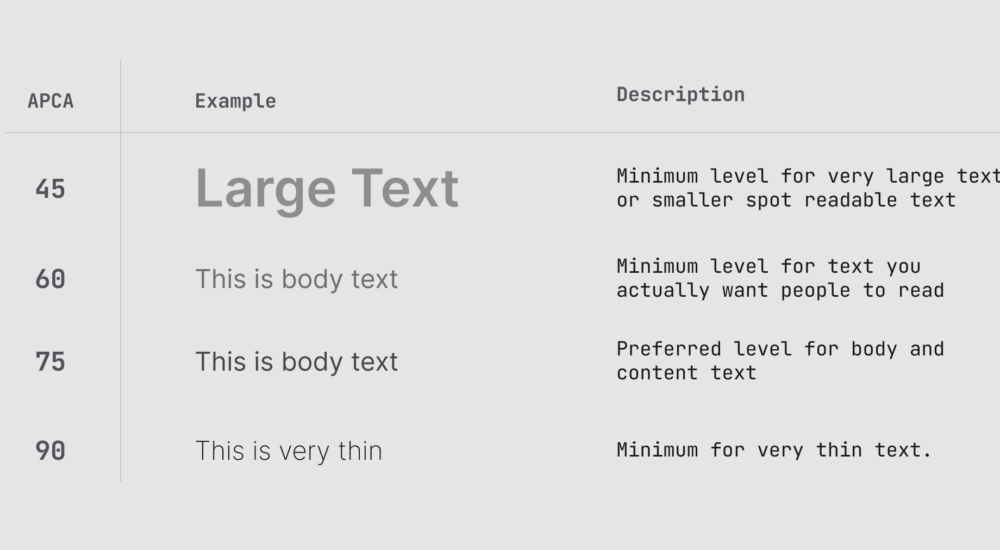 APCA Example Description
45 Large Text Minimum level for very large text
or smaller spot readable text
60 This is body text Minimum level for text you
actually want people to read
75 This is body text Preferred level for body and
content text
90 This is very thin Minimum for very thin text.